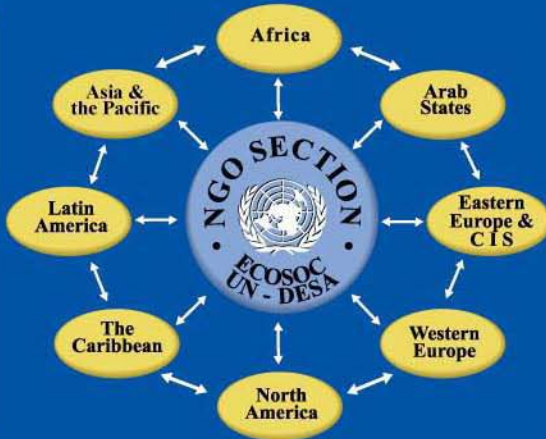 Africa
Asia &
the Pacific
Arab
States
NGO SECTION
Latin
America
Eastern
Europe &
C I S
• ECOSOC •
UN - DESA
The
Caribbean
Western
Europe
North
America